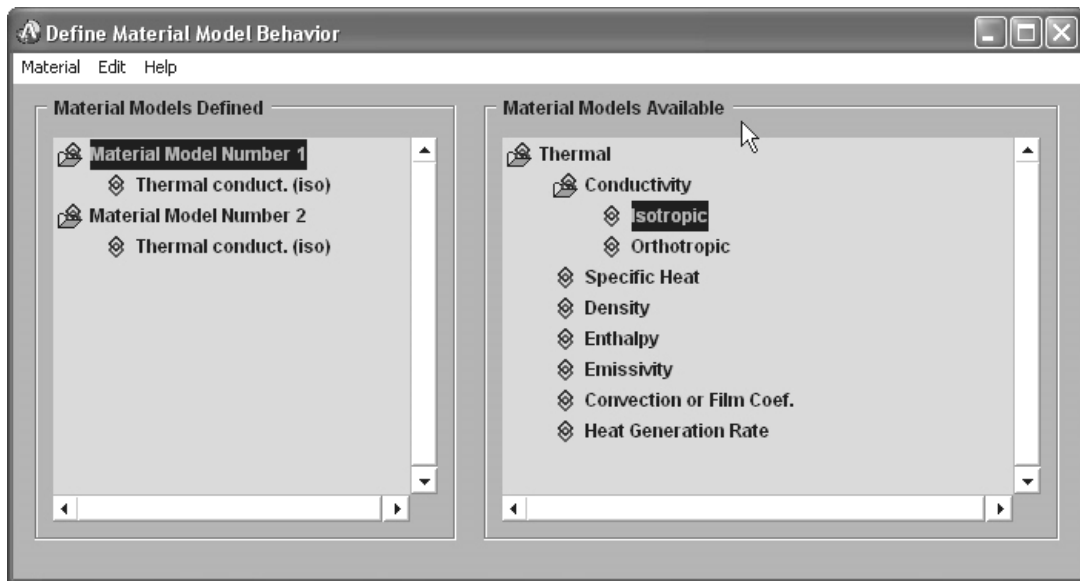 Define Material Model Behavior
Material Edit Help
Material Models Defined
Material Model Number 1
Thermal conduct. (iso)
Material Model Number 2
Thermal conduct. (iso)
Material Models Available
Thermal
Conductivity
Isotropic
Orthotropic
Specific Heat
Density
Enthalpy
Emissivity
Convection or Film Coef.
Heat Generation Rate